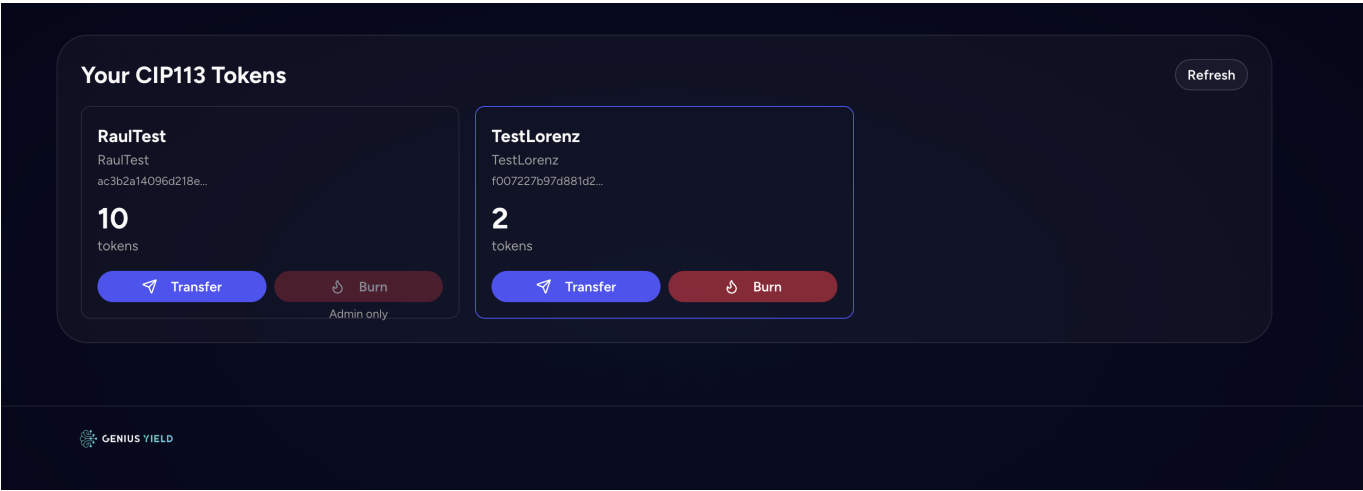 Your CIP113 Tokens
Refresh
RaulTest
RaulTest
ac3b2a14096d218e...
10
tokens
Transfer
Burn
Admin only
TestLorenz
TestLorenz
f007227b97d881d2...
2
tokens
Transfer
Burn
GENIUS YIELD